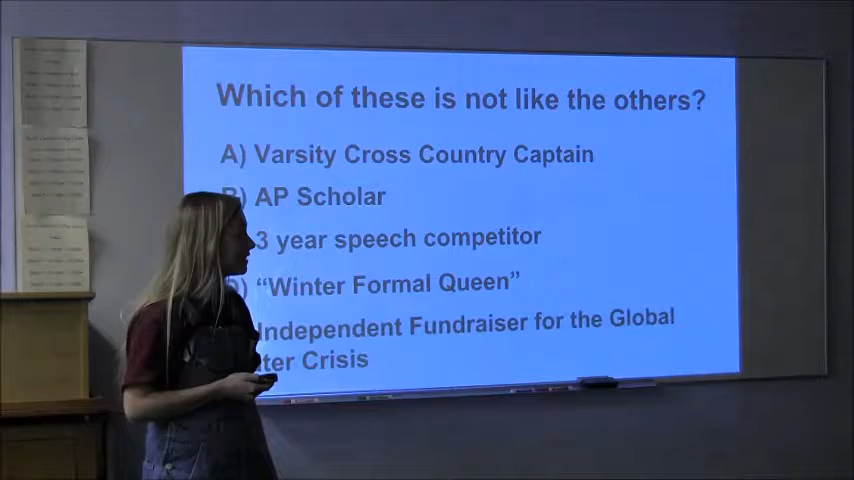 Which of these is not like the others?
A) Varsity Cross Country Captain
B) AP Scholar
3 year speech competitor
D) “Winter Formal Queen”
Independent Fundraiser for the Global
ter Crisis